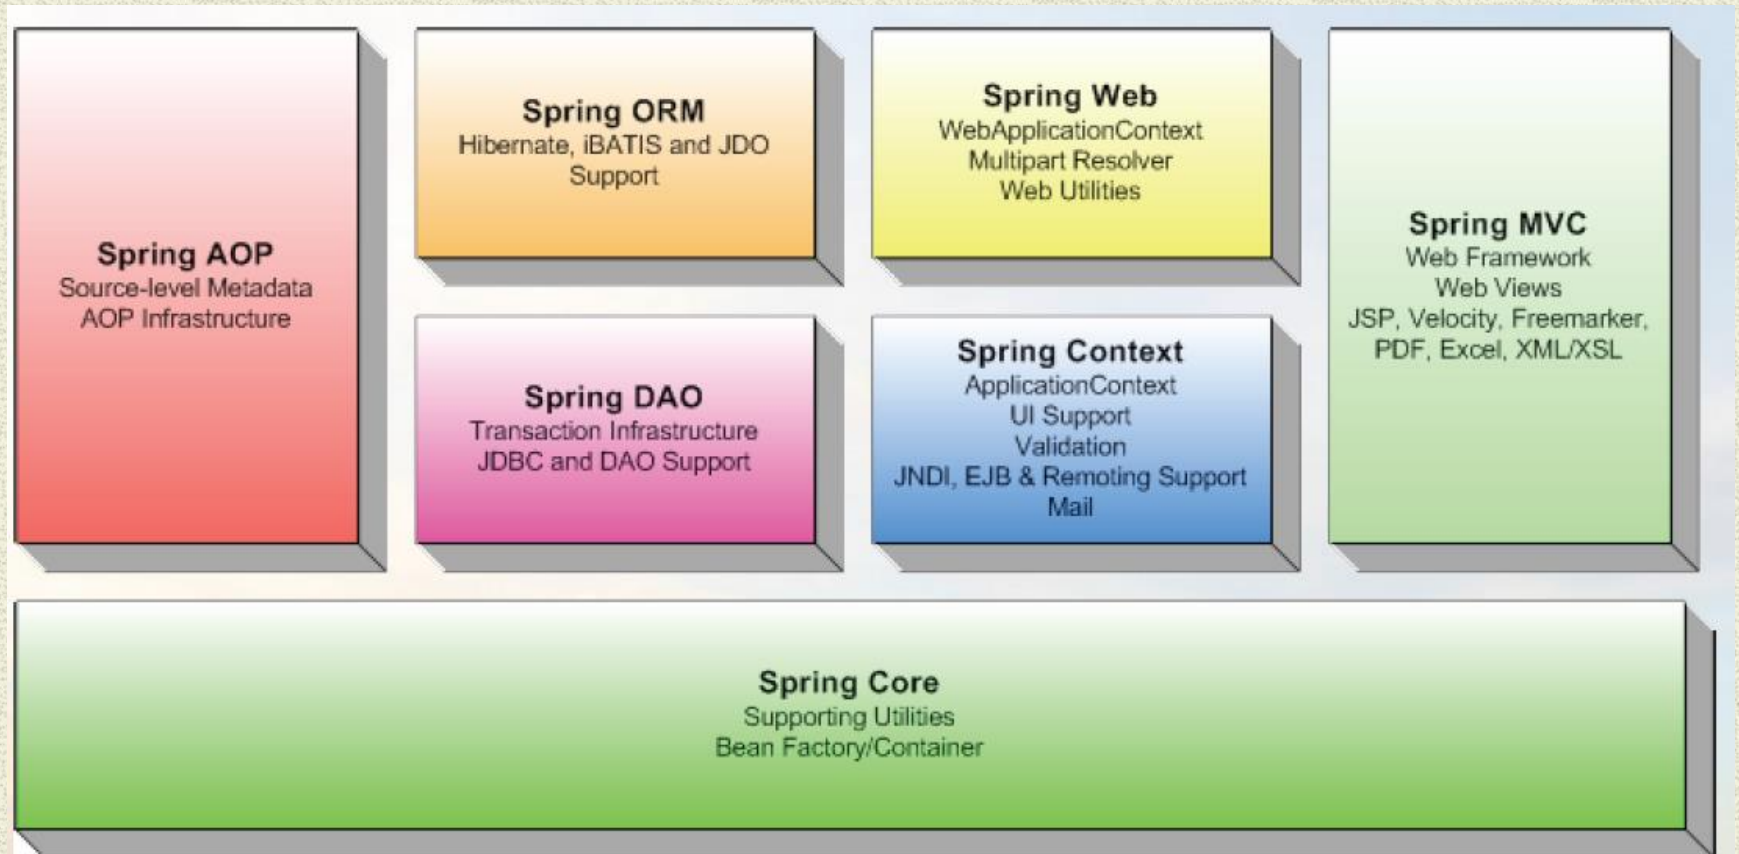 Spring AOP
Source-level Metadata
AOP Infrastructure
Spring ORM
Hibernate, iBATIS and JDO
Support
Spring DAO
Transaction Infrastructure
JDBC and DAO Support
Spring Web
WebApplicationContext
Multipart Resolver
Web Utilities
Spring Context
ApplicationContext
UI Support
Validation
JNDI, EJB & Remoting Support
Mail
Spring MVC
Web Framework
Web Views
JSP, Velocity, Freemarker,
PDF, Excel, XML/XSL
Spring Core
Supporting Utilities
Bean Factory/Container